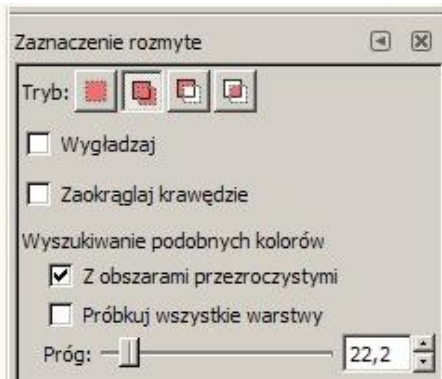 Zaznaczenie rozmyte
Tryb:
Wygładzaj
Zaokrąglaj krawędzie
Wyszukiwanie podobnych kolorów
Z obszarami przezroczystymi
Próbkuj wszystkie warstwy
Próg: 22,2